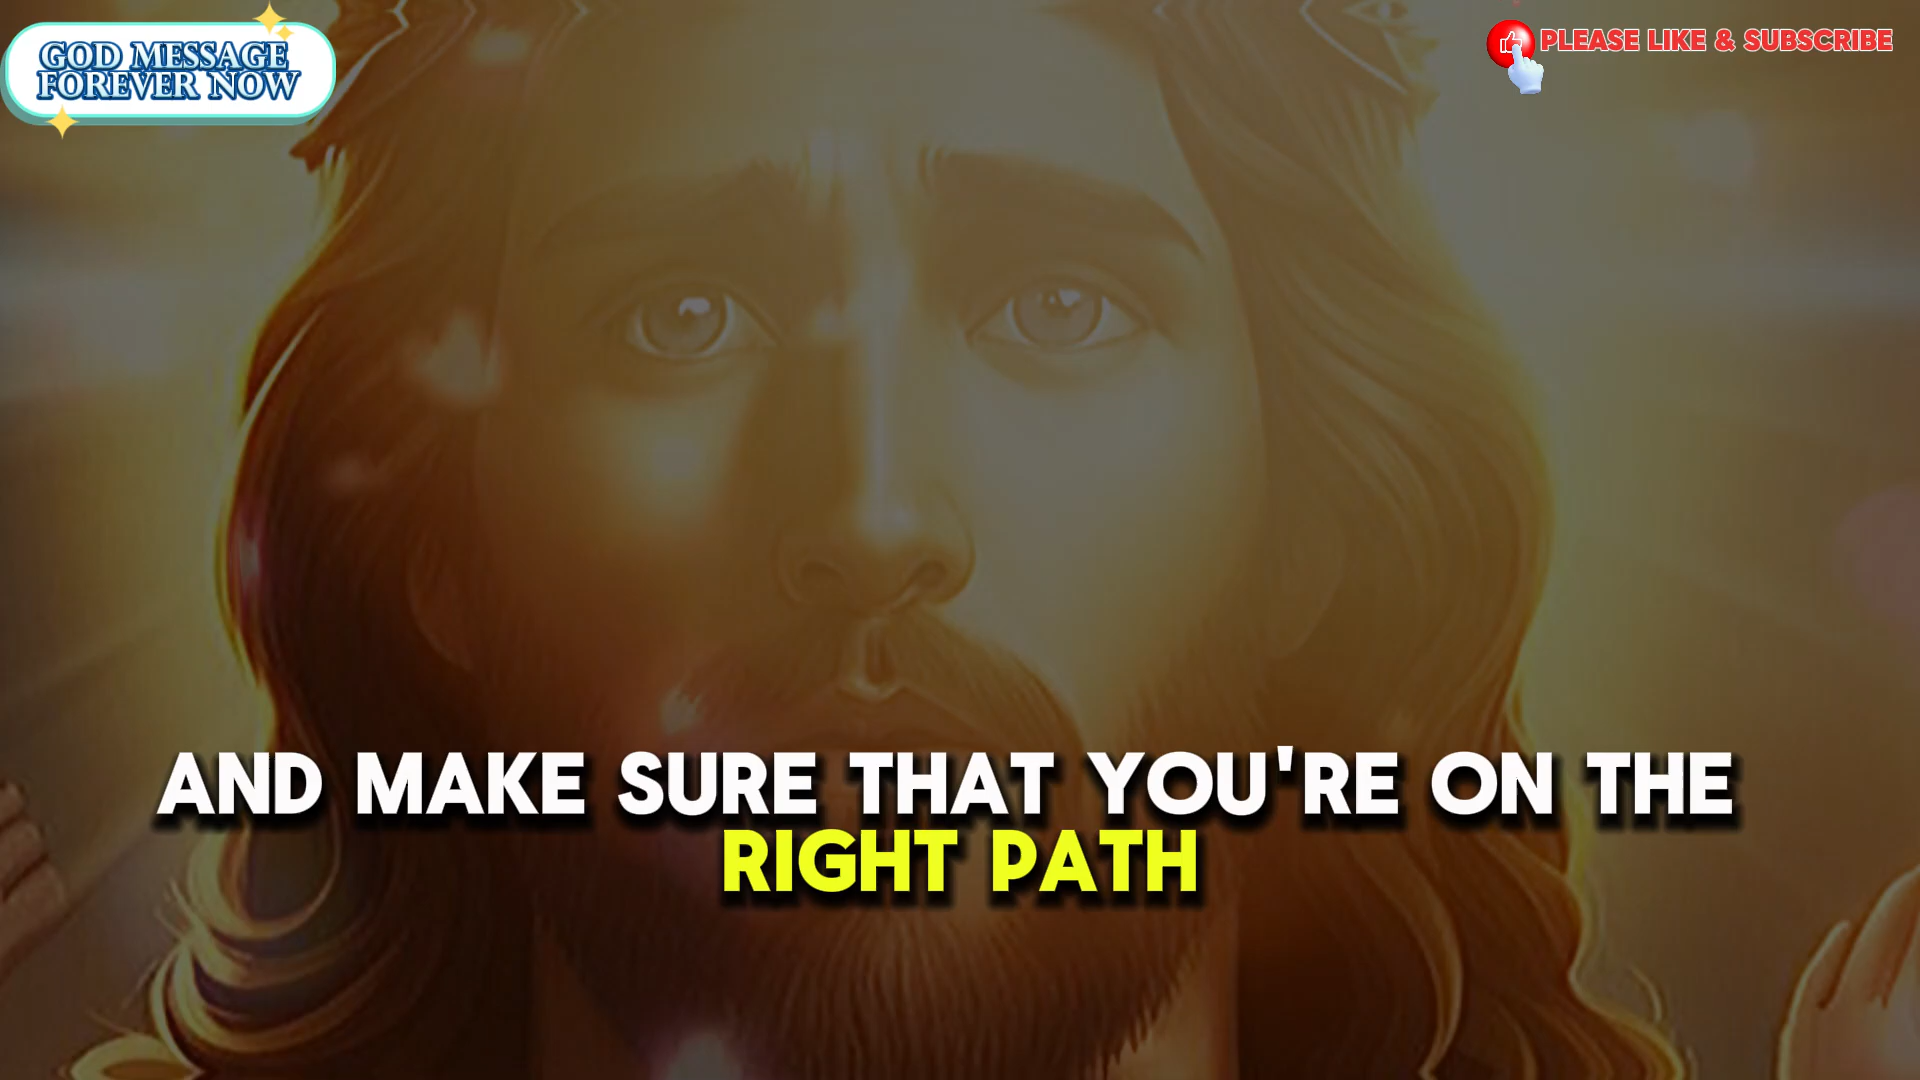 GOD MESSAGE
FOREVER NOW
PLEASE LIKE & SUBSCRIBE
AND MAKE SURE THAT YOU'RE ON THE
RIGHT PATH